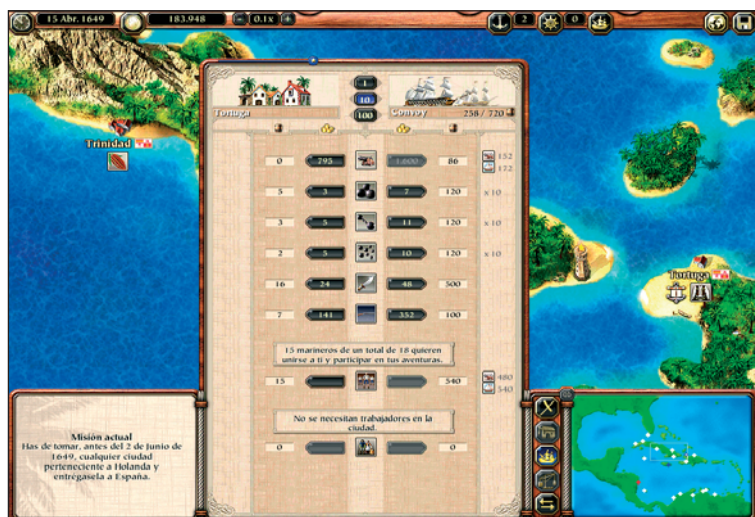 15 Abr. 1649
183.948
0.1x
2
0
1
10
100
Tortuga
Convoy
258 / 720
Trinidad
0 795 1.600 86 152
172
5 3 7 120 x 10
3 5 11 120 x 10
2 5 10 120 x 10
16 24 48 500
7 141 352 100
15 marineros de un total de 18 quieren
unirse a ti y participar en tus aventuras.
15 540 480
540
No se necesitan trabajadores en la
ciudad.
0 0
Tortuga
Misión actual
Has de tomar, antes del 2 de Junio de
1649, cualquier ciudad
perteneciente a Holanda y
entrégasela a España.